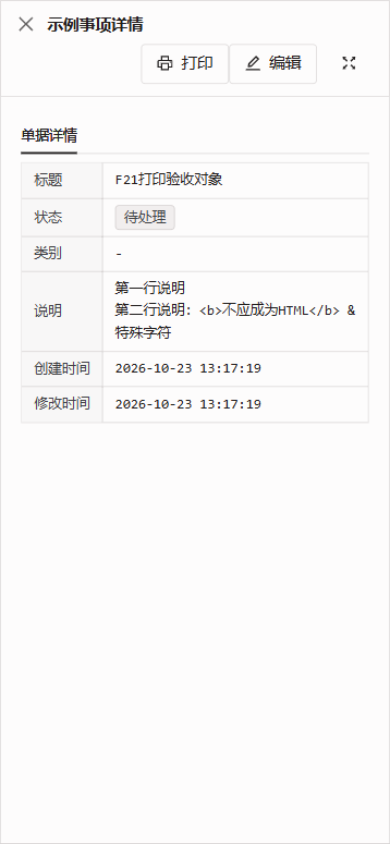 示例事项详情
打印 编辑
单据详情
标题 F21打印验收对象
状态 待处理
类别 -
说明 第一行说明
第二行说明: <b>不应成为HTML</b> &
特殊字符
创建时间 2026-10-23 13:17:19
修改时间 2026-10-23 13:17:19